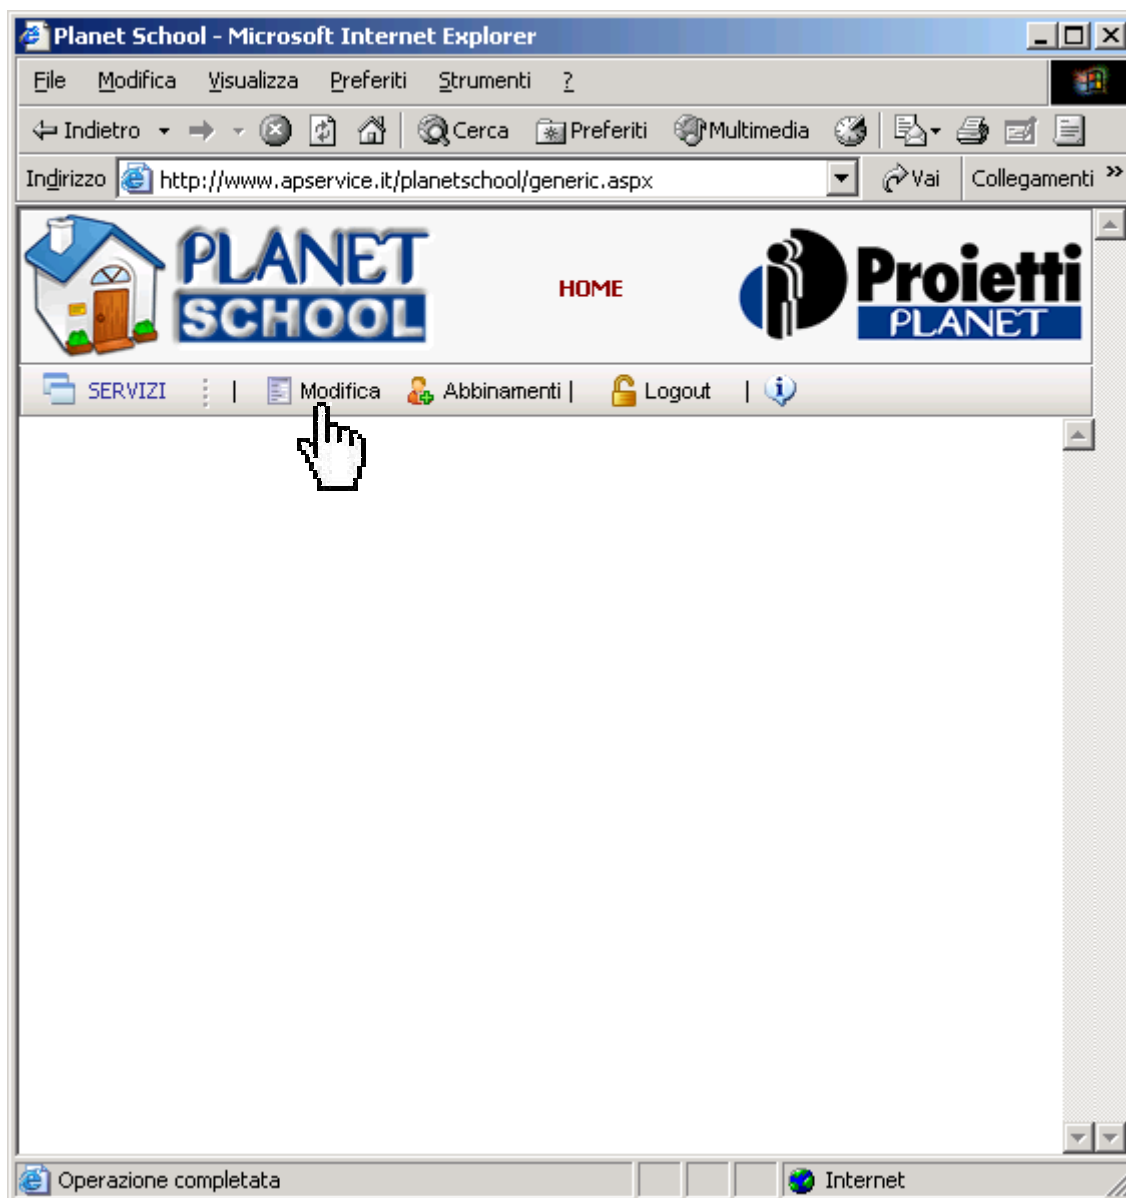 Planet School - Microsoft Internet Explorer
File Modifica Visualizza Preferiti Strumenti ?
Indietro Cerca Preferiti Multimedia
Indirizzo http://www.apservice.it/planetschool/generic.aspx Vai Collegamenti »
PLANET
SCHOOL
HOME
Proietti
PLANET
SERVIZI | Modifica Abbinamenti | Logout | i
Operazione completata Internet